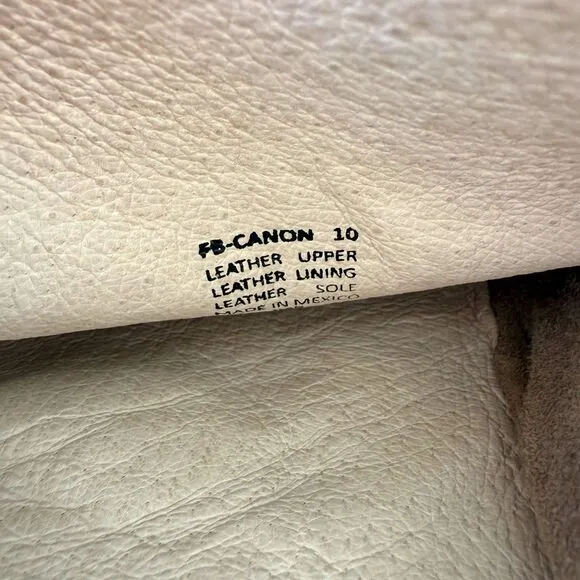 FB-CANON 10
LEATHER UPPER
LEATHER LINING
LEATHER SOLE
MADE IN MEXICO